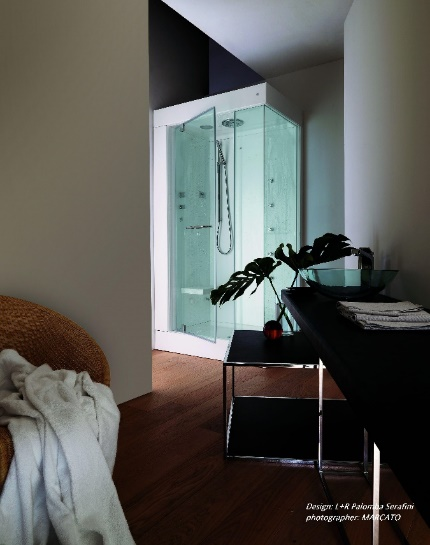 Design: L+R Palomba Serafini
photographer: MARCATO